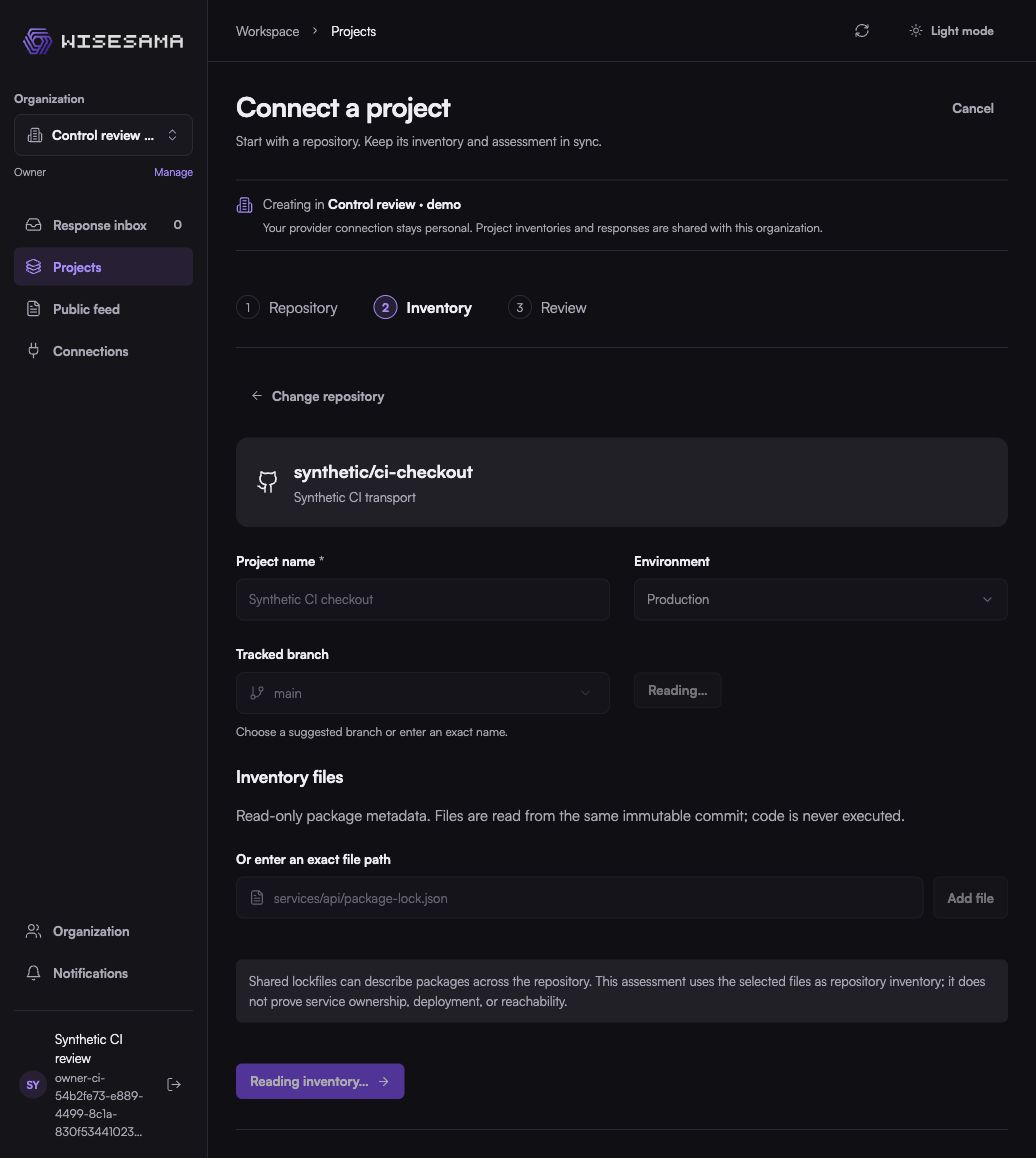 WISESAMA
Workspace > Projects
Light mode
Organization
Control review ...
Owner
Manage
Response inbox 0
Projects
Public feed
Connections
Connect a project
Cancel
Start with a repository. Keep its inventory and assessment in sync.
Creating in Control review • demo
Your provider connection stays personal. Project inventories and responses are shared with this organization.
1 Repository
2 Inventory
3 Review
Change repository
synthetic/ci-checkout
Synthetic CI transport
Project name *
Environment
Synthetic CI checkout
Production
Tracked branch
main
Reading...
Choose a suggested branch or enter an exact name.
Inventory files
Read-only package metadata. Files are read from the same immutable commit; code is never executed.
Or enter an exact file path
services/api/package-lock.json
Add file
Shared lockfiles can describe packages across the repository. This assessment uses the selected files as repository inventory; it does
not prove service ownership, deployment, or reachability.
Reading inventory...
Organization
Notifications
SY
Synthetic CI
review
owner-ci-
54b2fe73-e889-
4499-8c1a-
830f53441023...